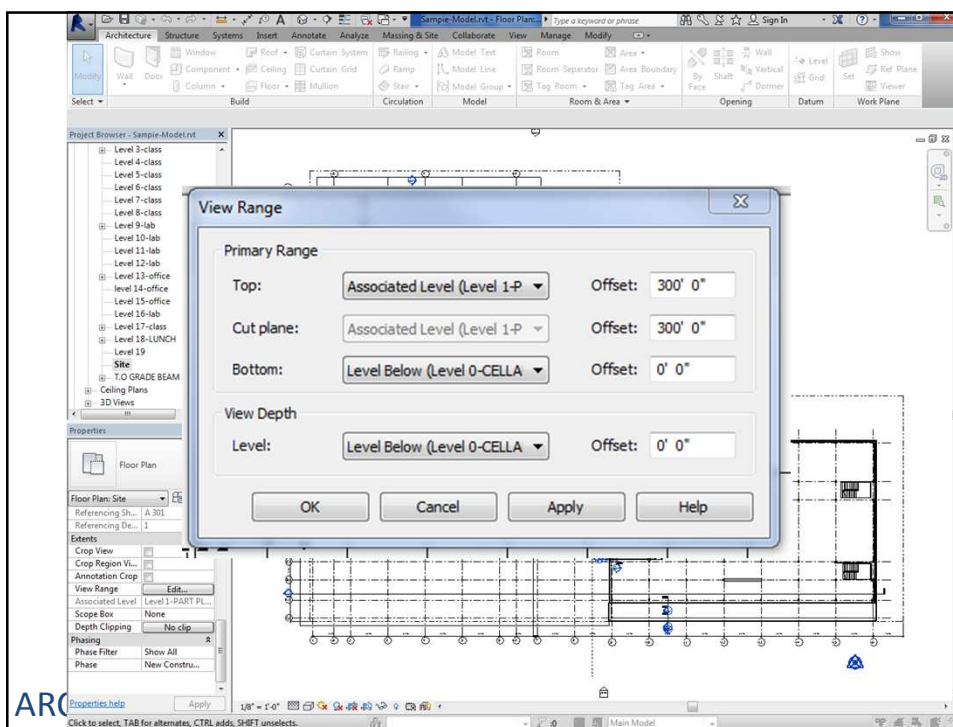 Sample-Model.rvt - Floor Plan:... Type a keyword or phrase Sign In
Architecture Structure Systems Insert Annotate Analyze Massing & Site Collaborate View Manage Modify
Modify Wall Door Window Component Column Roof Ceiling Floor Curtain System Curtain Grid Mullion Railing Ramp Stair Model Text Model Line Model Group Room Room Separator Tag Room Area Area Boundary Tag Area By Face Shaft Wall Vertical Dormer Level Grid Set Show Ref Plane Viewer
Select Build Circulation Model Room & Area Opening Datum Work Plane
Project Browser - Sample-Model.rvt
Level 3-class
Level 4-class
Level 5-class
Level 6-class
Level 7-class
Level 8-class
Level 9-lab
Level 10-lab
Level 11-lab
Level 12-lab
Level 13-office
level 14-office
Level 15-office
Level 16-lab
Level 17-class
Level 18-LUNCH
Level 19
Site
T.O GRADE BEAM
Ceiling Plans
3D Views
View Range
Primary Range
Top: Associated Level (Level 1-P Offset: 300' 0"
Cut plane: Associated Level (Level 1-P Offset: 300' 0"
Bottom: Level Below (Level 0-CELLA Offset: 0' 0"
View Depth
Level: Level Below (Level 0-CELLA Offset: 0' 0"
OK Cancel Apply Help
Properties
Floor Plan
Floor Plan: Site
Referencing Sh... A 301
Referencing De... 1
Extents
Crop View
Crop Region Vi...
Annotation Crop
View Range Edit...
Associated Level Level 1-PART PL...
Scope Box None
Depth Clipping No clip
Phasing
Phase Filter Show All
Phase New Constru...
Properties help Apply
1/8" = 1'-0"
ARC
Click to select, TAB for alternates, CTRL adds, SHIFT unselects. :0 Main Model